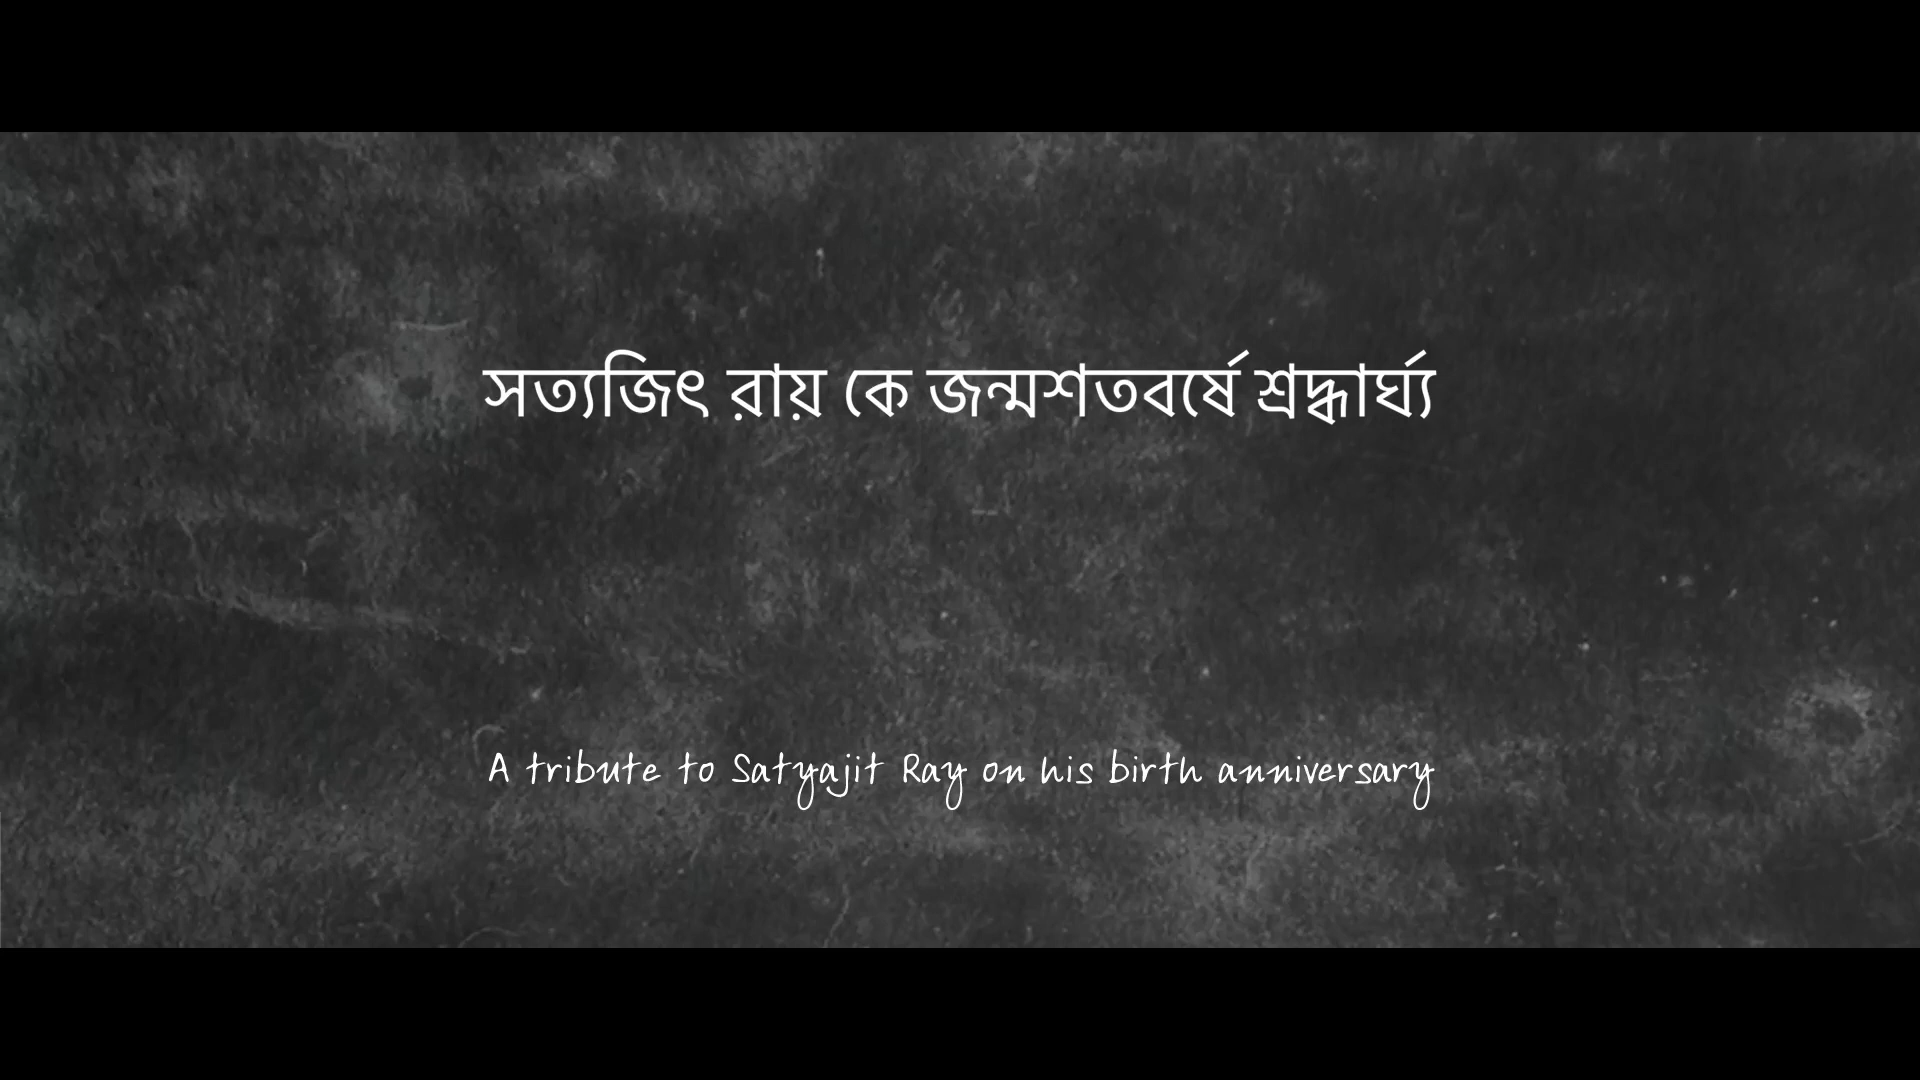 সত্যজিৎ রায় কে জন্মশতবর্ষে শ্রদ্ধার্ঘ্য
A tribute to Satyajit Ray on his birth anniversary